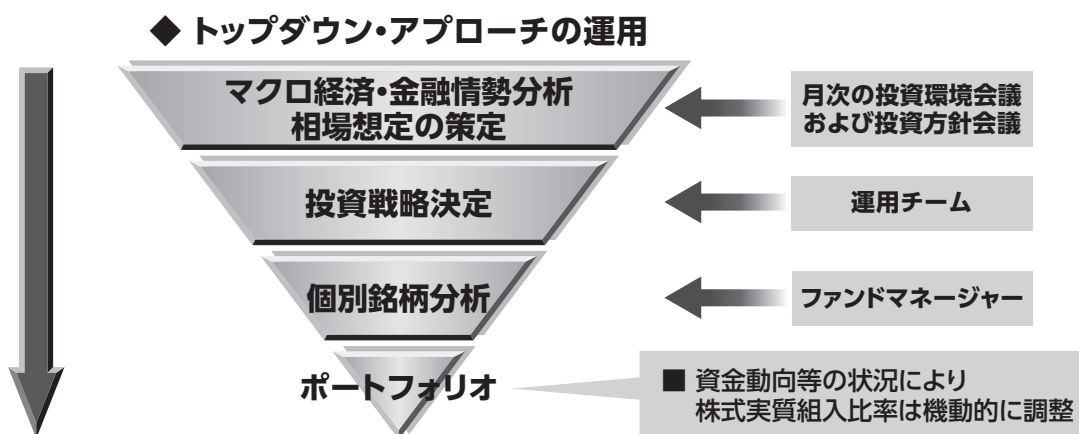 ◆ トップダウン・アプローチの運用
マクロ経済・金融情勢分析
相場想定の策定
月次の投資環境会議
および投資方針会議
投資戦略決定
運用チーム
個別銘柄分析
ファンドマネージャー
ポートフォリオ
■ 資金動向等の状況により
株式実質組入比率は機動的に調整